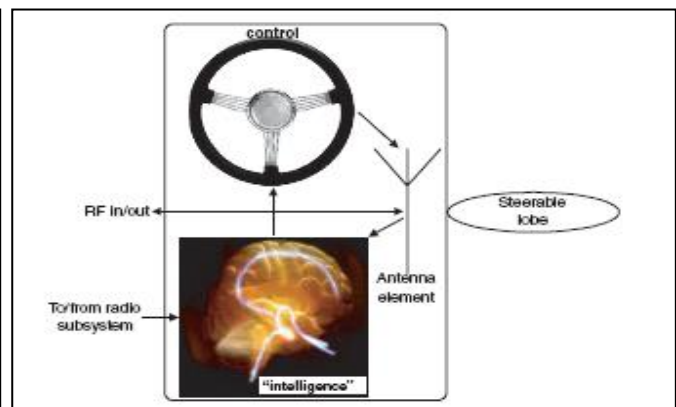 control
RF in/out
Steerable
lobe
Antenna
element
To/from radio
subsystem
"intelligence"